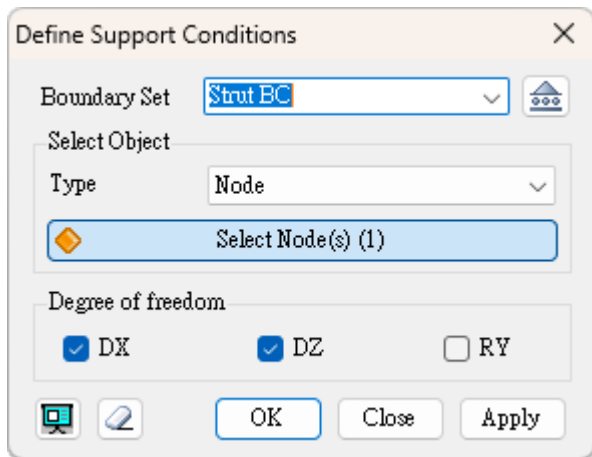 Define Support Conditions
Boundary Set Strut BC
Select Object
Type Node
Select Node(s) (1)
Degree of freedom
DX DZ RY
OK Close Apply